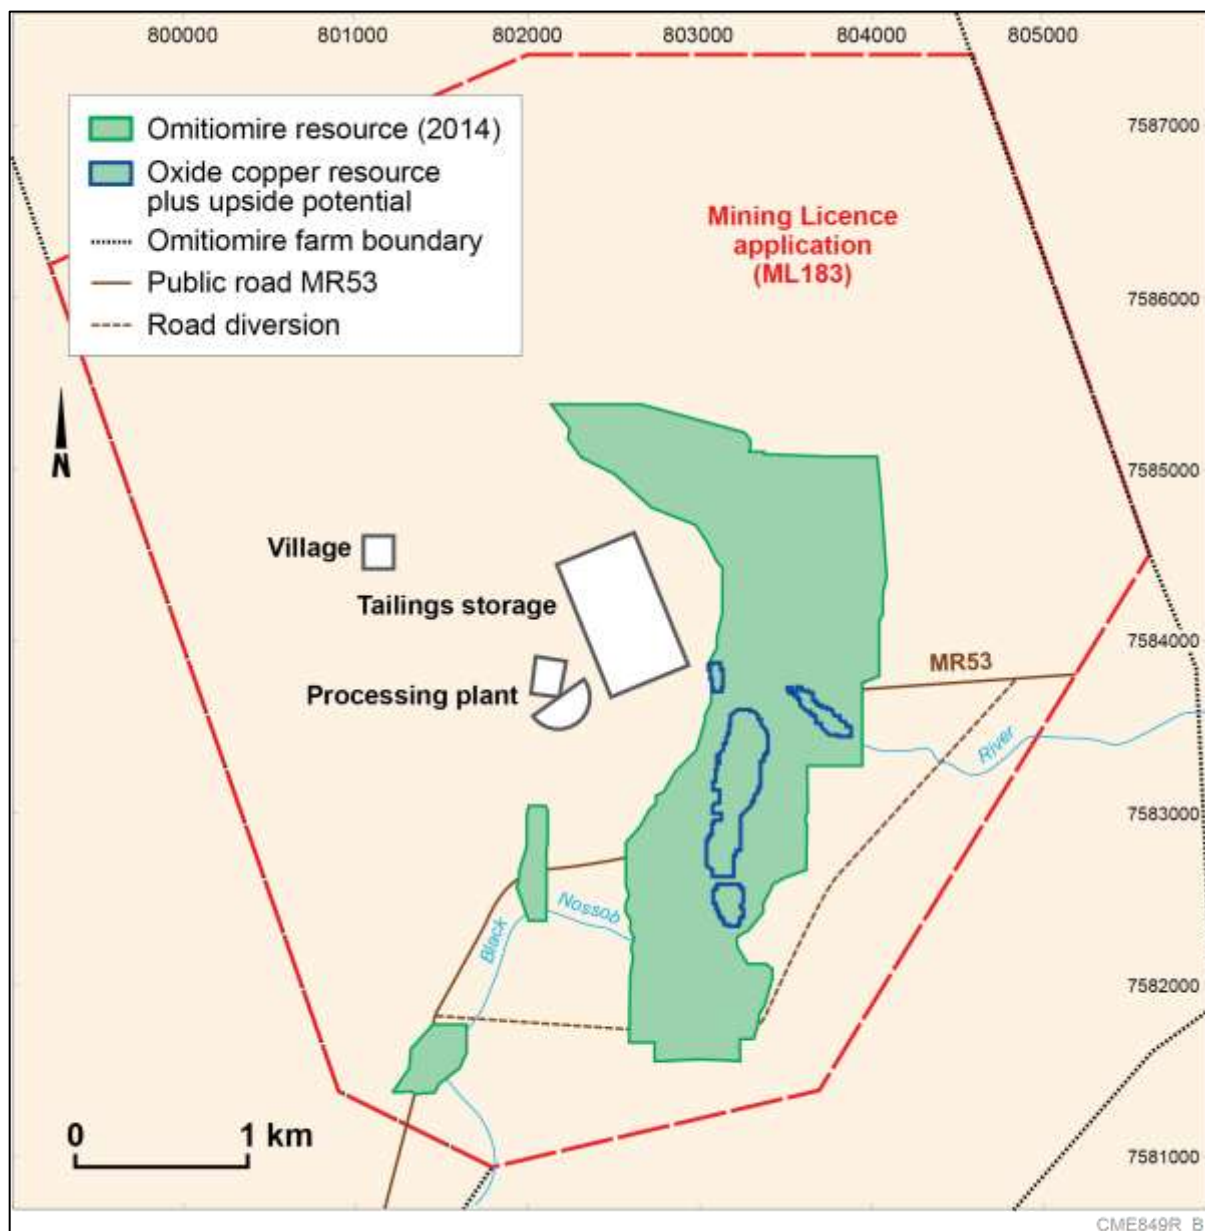 800000
801000
802000
803000
804000
805000
Omitiomire resource (2014)
Oxide copper resource
plus upside potential
Omitiomire farm boundary
Public road MR53
Road diversion
7587000
Mining Licence
application
(ML183)
7586000
N
7585000
Village
Tailings storage
7584000
MR53
Processing plant
River
7583000
Nossob
Black
7582000
0 1 km
7581000
CME849R_B